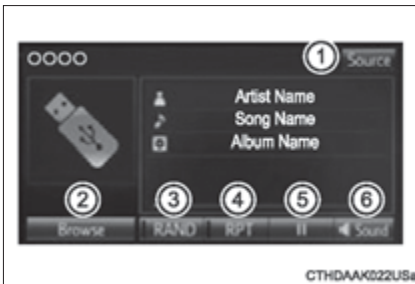 OOOO
1
Source
Artist Name
Song Name
Album Name
2
3
4
5
6
Browse
RAND
RPT
II
Sound
CTHDAAK022USa